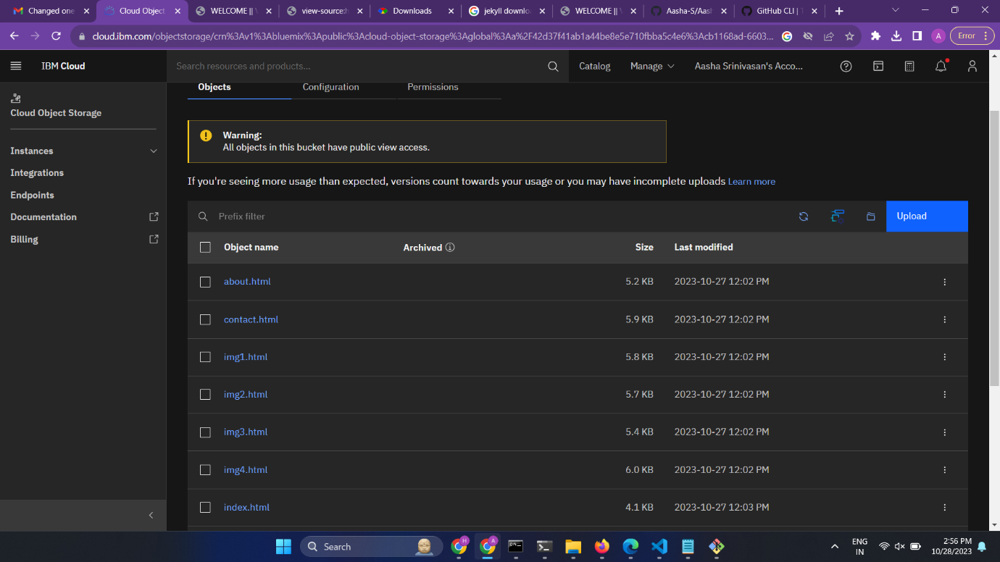 Changed one
Cloud Object
WELCOME ||
view-source:h
Downloads
jekyll downlo
WELCOME ||
Aasha-S/Aas
GitHub CLI | T
cloud.ibm.com/objectstorage/crn%3Av1%3Abluemix%3Apublic%3Acloud-object-storage%3Aglobal%3Aa%2F42d37f41ab1a44be8e5e710fbba5c4e6%3Acb1168ad-6603...
A
Error
IBM Cloud
Search resources and products...
Catalog
Manage
Aasha Srinivasan's Acco...
Cloud Object Storage
Instances
Integrations
Endpoints
Documentation
Billing
Objects
Configuration
Permissions
Warning:
All objects in this bucket have public view access.
If you're seeing more usage than expected, versions count towards your usage or you may have incomplete uploads Learn more
Prefix filter
Upload
Object name Archived Size Last modified
about.html 5.2 KB 2023-10-27 12:02 PM
contact.html 5.9 KB 2023-10-27 12:02 PM
img1.html 5.8 KB 2023-10-27 12:02 PM
img2.html 5.7 KB 2023-10-27 12:02 PM
img3.html 5.4 KB 2023-10-27 12:02 PM
img4.html 6.0 KB 2023-10-27 12:02 PM
index.html 4.1 KB 2023-10-27 12:03 PM
Search
H
A
ENG
IN
2:56 PM
10/28/2023